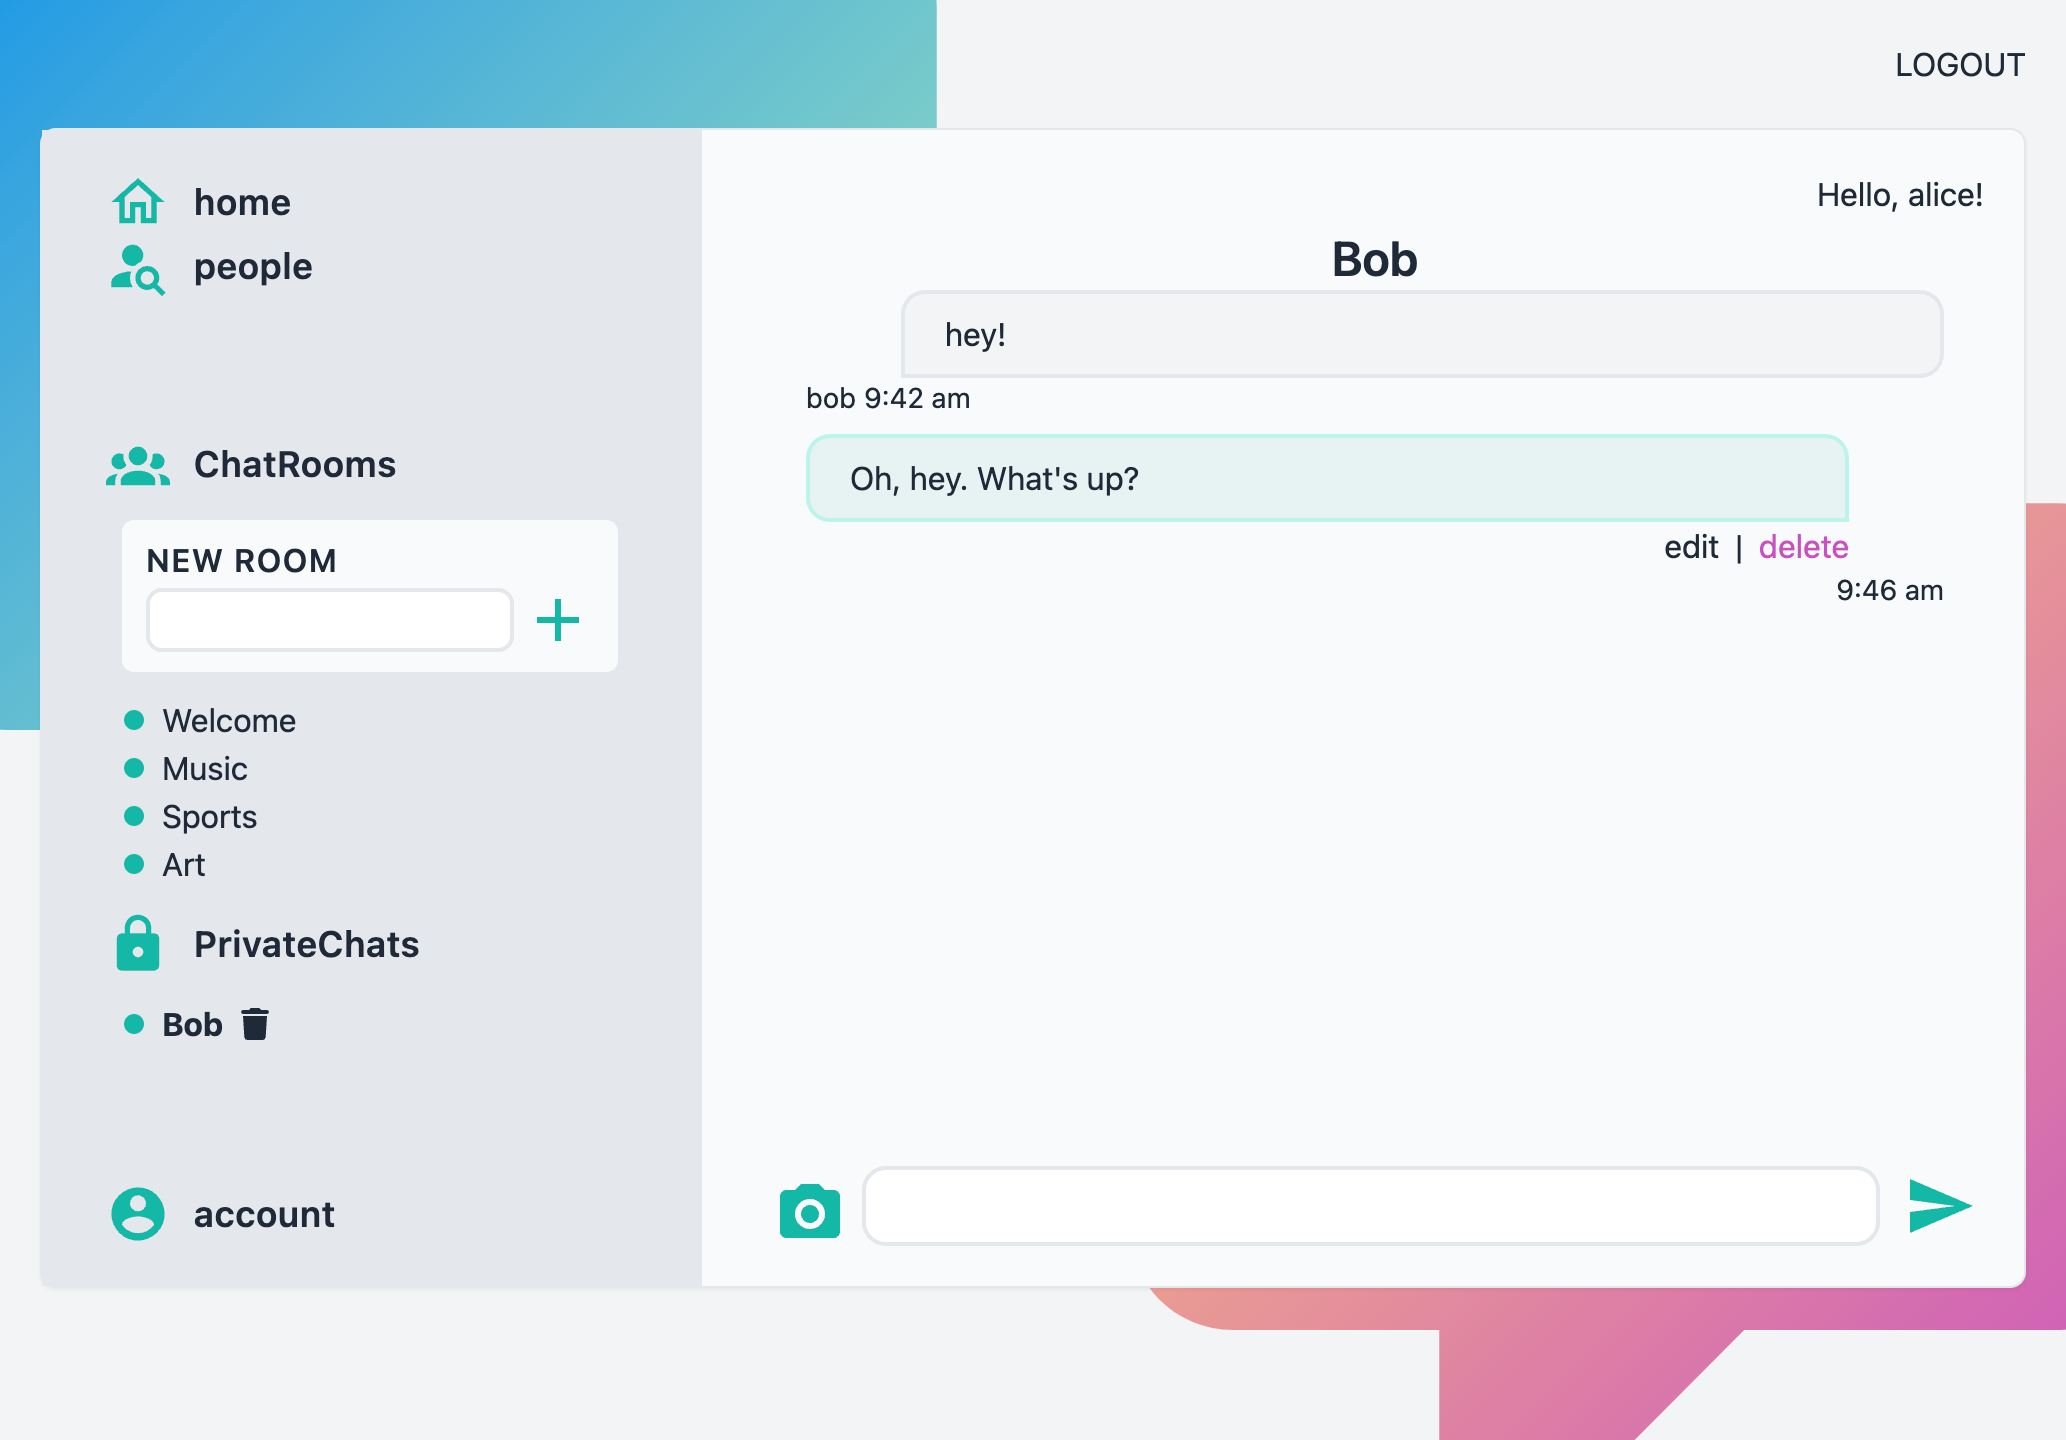 LOGOUT
home
people
ChatRooms
NEW ROOM
Welcome
Music
Sports
Art
PrivateChats
Bob
account
Hello, alice!
Bob
hey!
bob 9:42 am
Oh, hey. What's up?
edit | delete
9:46 am